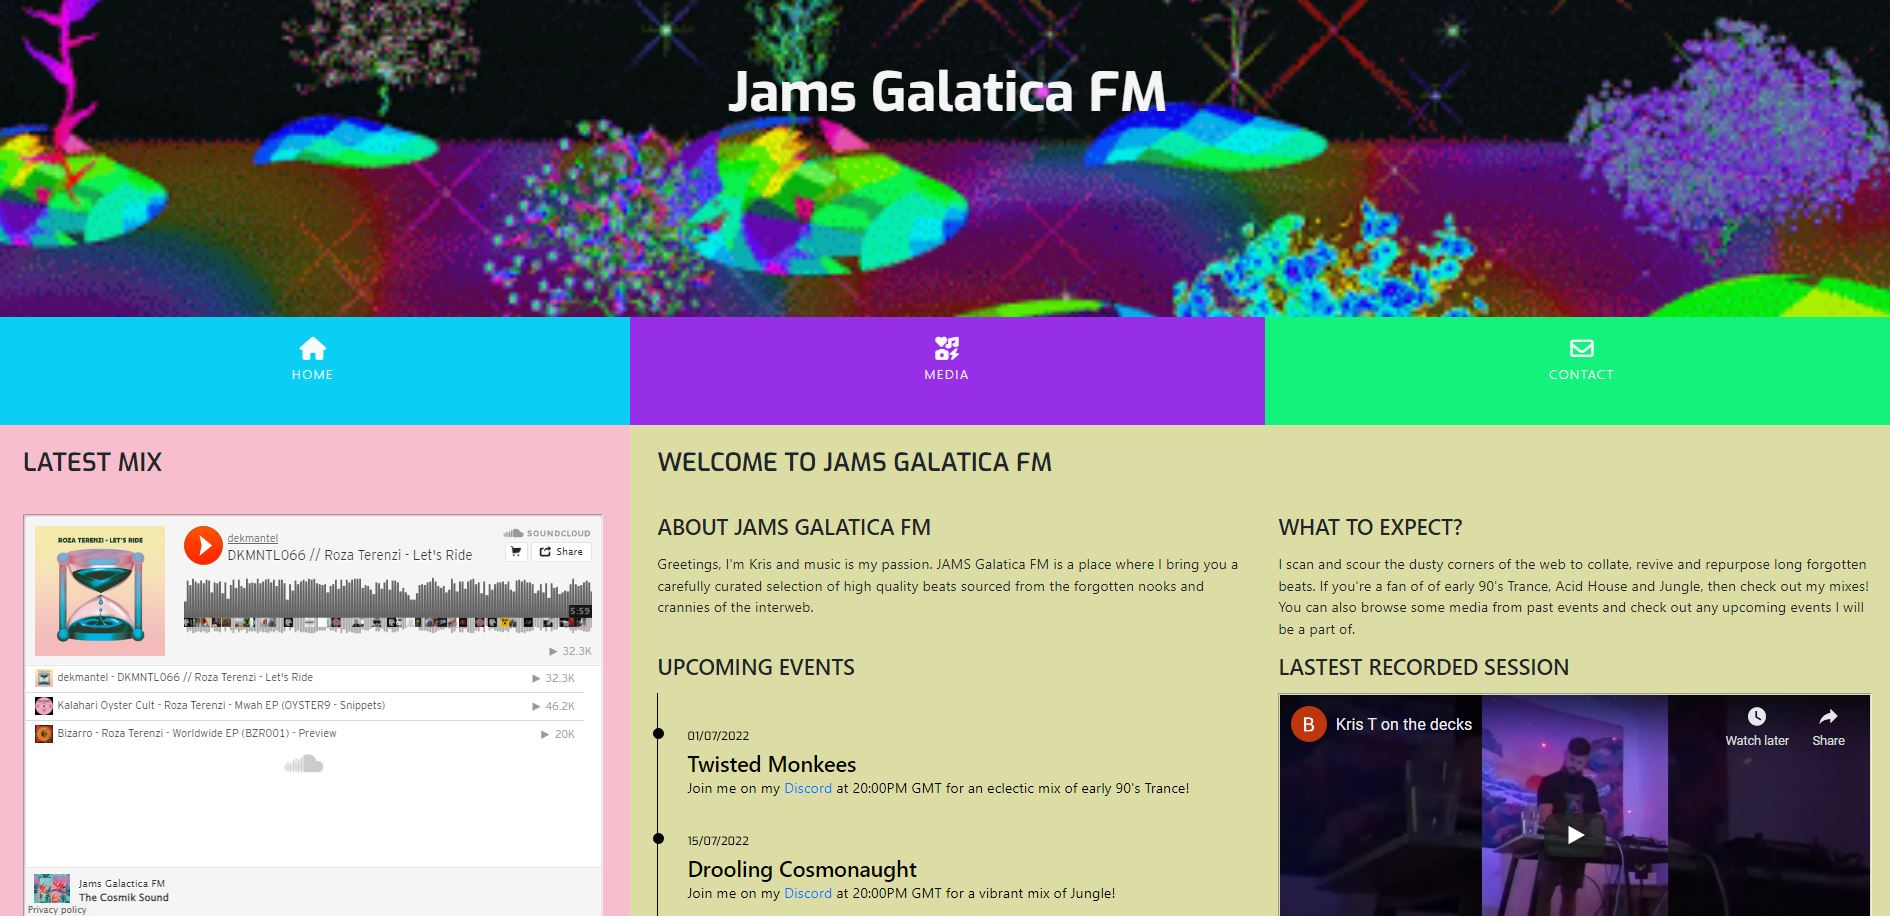 Jams Galatica FM
HOME
MEDIA
CONTACT
LATEST MIX
ROZA TERENZI - LET'S RIDE
dekmantel
DKMNTL066 // Roza Terenzi - Let's Ride
SOUNDCLOUD
Share
5:59
32.3K
dekmantel - DKMNTL066 // Roza Terenzi - Let's Ride 32.3K
Kalahari Oyster Cult - Roza Terenzi - Mwah EP (OYSTER9 - Snippets) 46.2K
Bizarro - Roza Terenzi - Worldwide EP (BZR001) - Preview 20K
Jams Galactica FM
The Cosmik Sound
Privacy policy
WELCOME TO JAMS GALATICA FM
ABOUT JAMS GALATICA FM
Greetings, I'm Kris and music is my passion. JAMS Galatica FM is a place where I bring you a
carefully curated selection of high quality beats sourced from the forgotten nooks and
crannies of the interweb.
WHAT TO EXPECT?
I scan and scour the dusty corners of the web to collate, revive and repurpose long forgotten
beats. If you're a fan of of early 90's Trance, Acid House and Jungle, then check out my mixes!
You can also browse some media from past events and check out any upcoming events I will
be a part of.
UPCOMING EVENTS
01/07/2022
Twisted Monkees
Join me on my Discord at 20:00PM GMT for an eclectic mix of early 90's Trance!
15/07/2022
Drooling Cosmonaught
Join me on my Discord at 20:00PM GMT for a vibrant mix of Jungle!
LASTEST RECORDED SESSION
B
Kris T on the decks
Watch later
Share